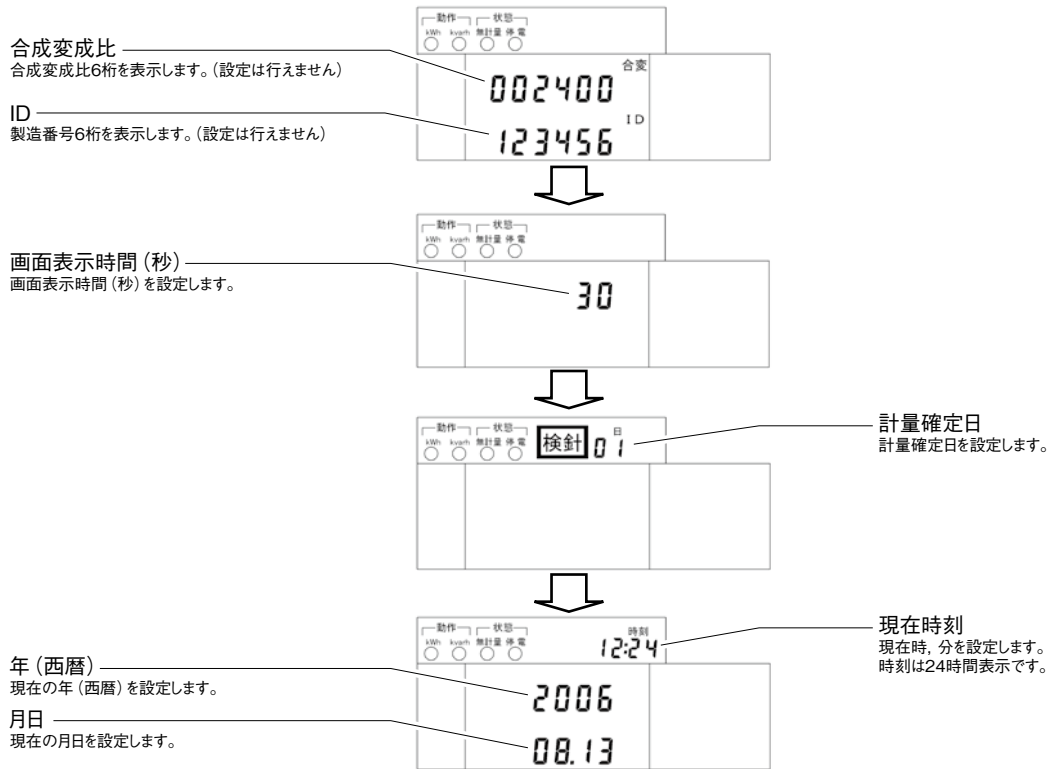 動作 状態
kWh kvarh 無計量 停電
合成変成比
合成変成比6桁を表示します。(設定は行えません)
合変
002400
ID
製造番号6桁を表示します。(設定は行えません)
ID
123456
動作 状態
kWh kvarh 無計量 停電
画面表示時間(秒)
画面表示時間(秒)を設定します。
30
動作 状態
kWh kvarh 無計量 停電
検針 日
01
計量確定日
計量確定日を設定します。
動作 状態
kWh kvarh 無計量 停電
時刻
12:24
現在時刻
現在時, 分を設定します。
時刻は24時間表示です。
年(西暦)
現在の年(西暦)を設定します。
2006
月日
現在の月日を設定します。
08.13